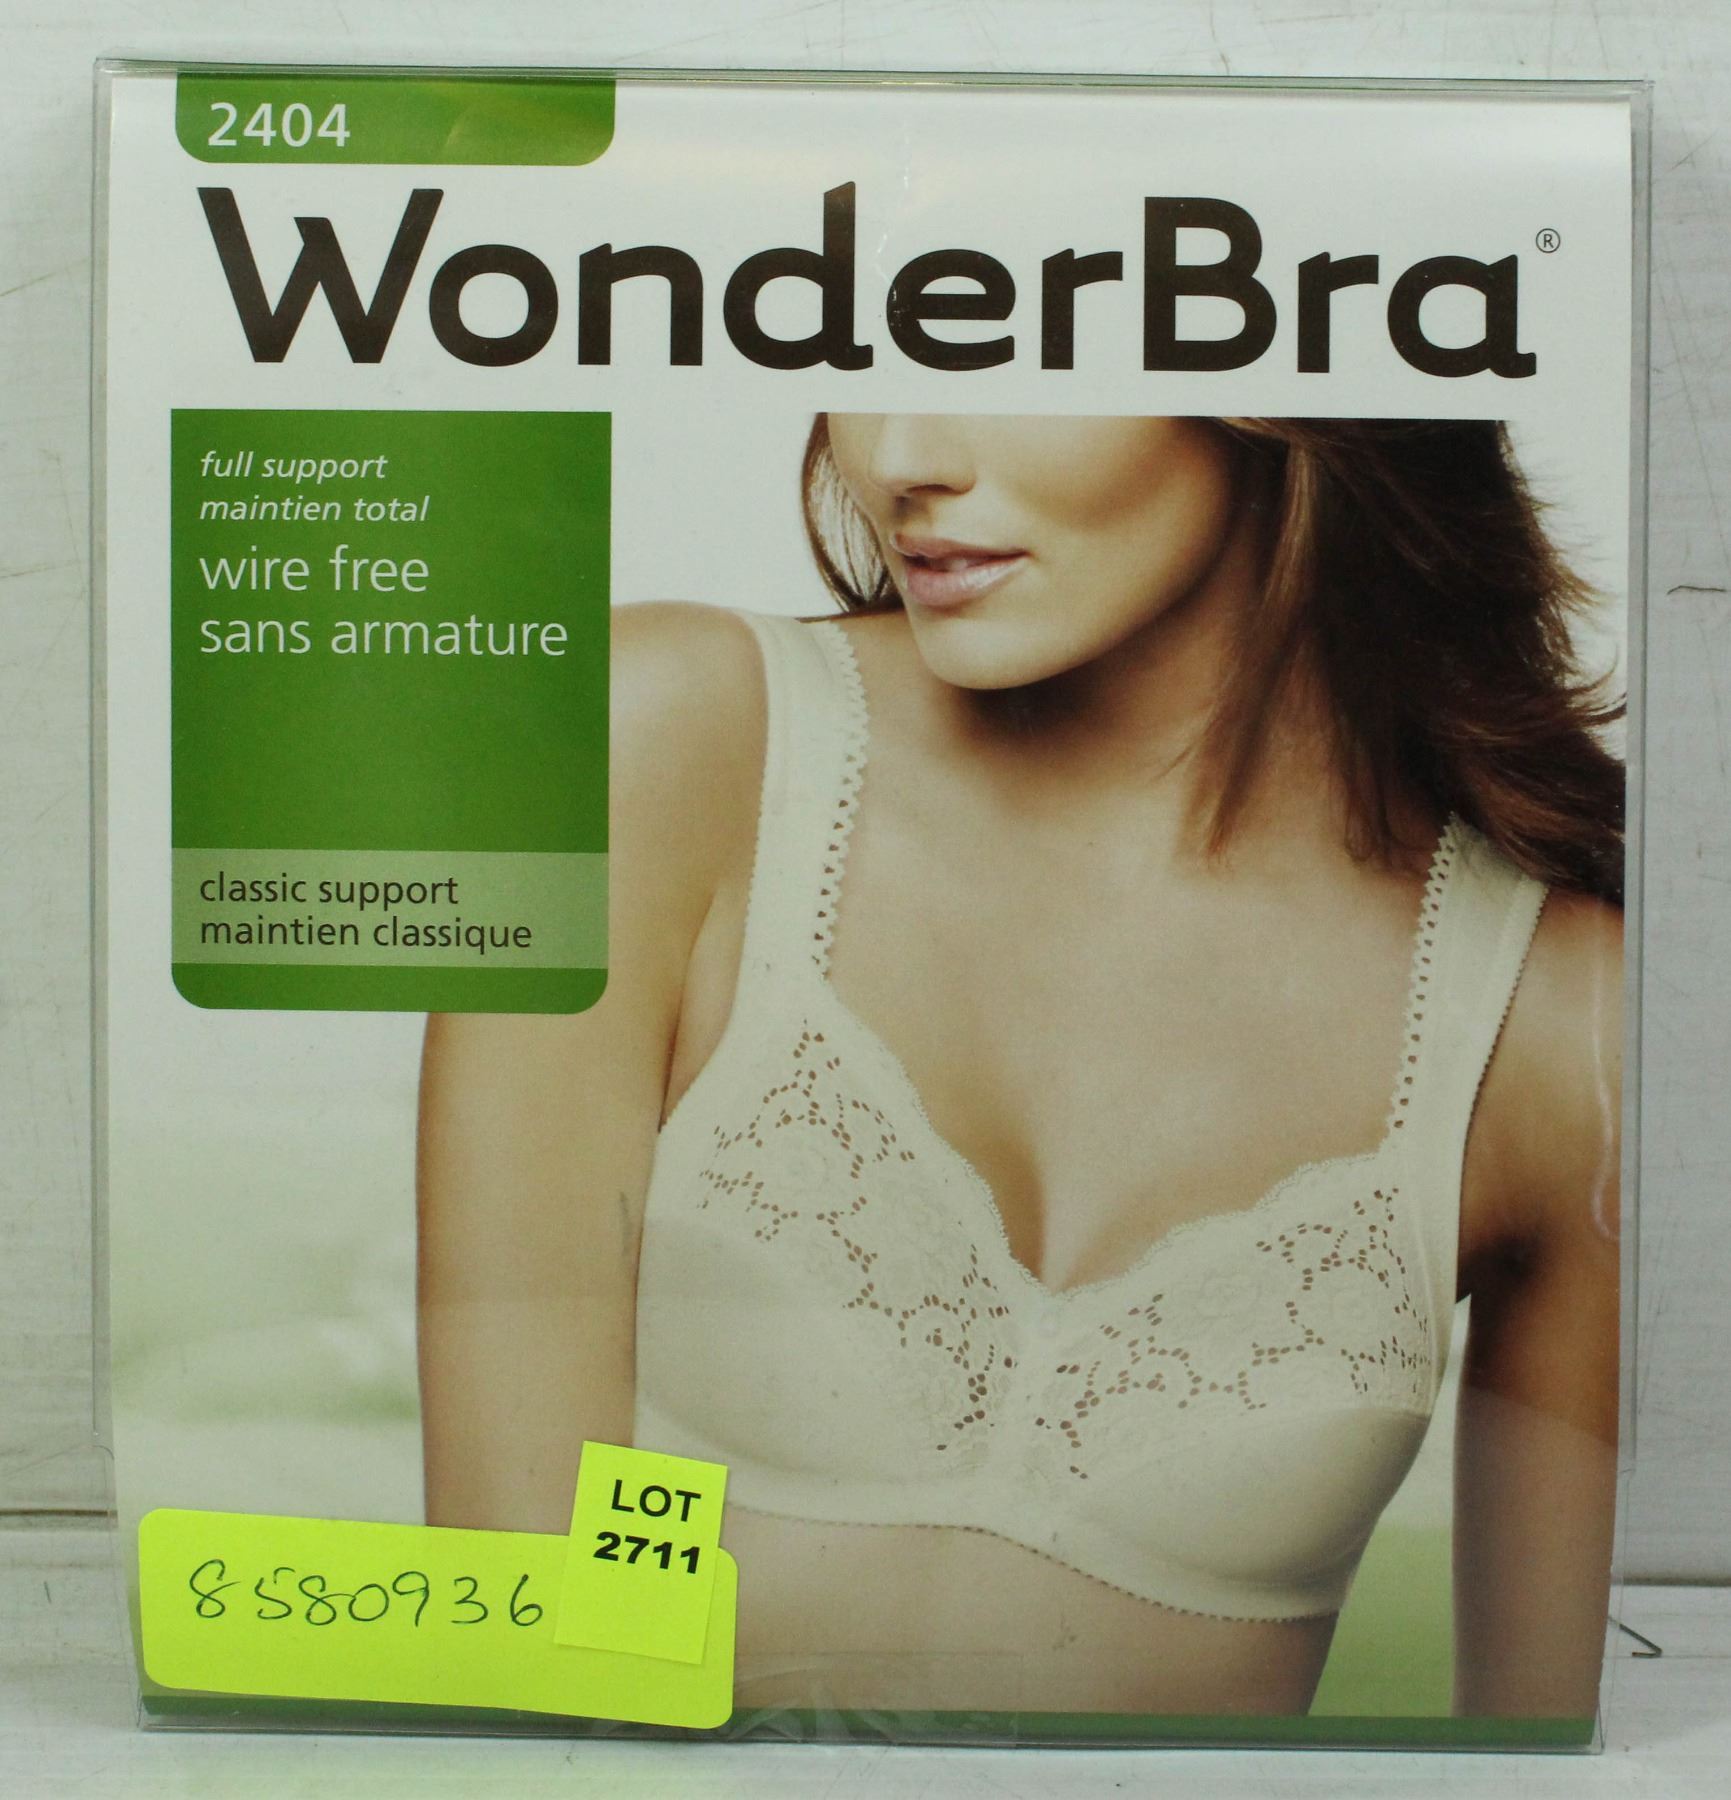 2404
WonderBra®
full support
maintien total
wire free
sans armature
classic support
maintien classique
LOT
2711
8580936